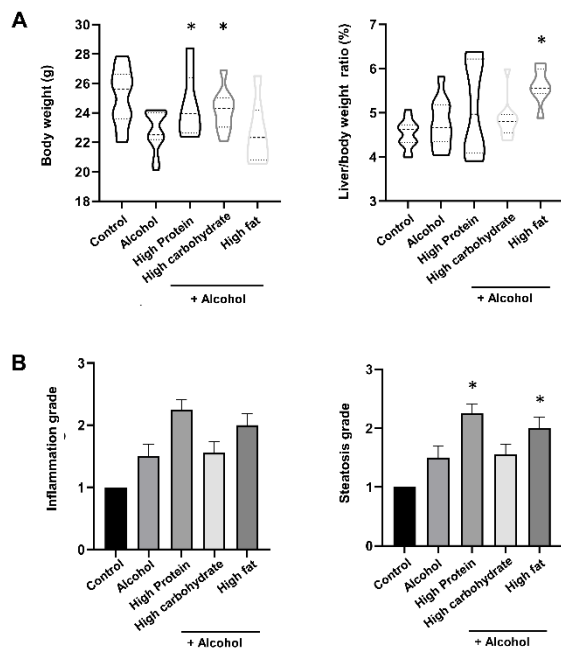 A
Body weight (g)
30
28
26
24
22
20
18
* *
Control
Alcohol
High Protein
High carbohydrate
High fat
+ Alcohol
Liver/body weight ratio (%)
7
6
5
4
3
*
Control
Alcohol
High Protein
High carbohydrate
High fat
+ Alcohol
B
Inflammation grade
3
2
1
0
Control
Alcohol
High Protein
High carbohydrate
High fat
+ Alcohol
Steatosis grade
3
2
1
0
* *
Control
Alcohol
High Protein
High carbohydrate
High fat
+ Alcohol